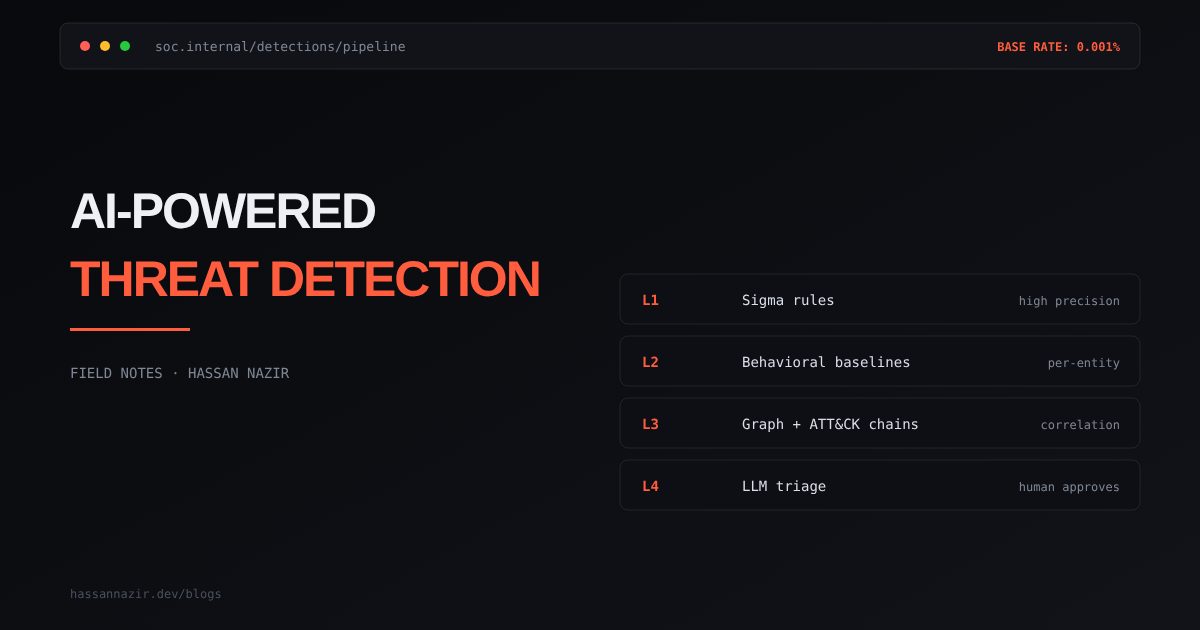 soc.internal/detections/pipeline
BASE RATE: 0.001%
AI-POWERED
THREAT DETECTION
FIELD NOTES · HASSAN NAZIR
L1 Sigma rules high precision
L2 Behavioral baselines per-entity
L3 Graph + ATT&CK chains correlation
L4 LLM triage human approves
hassannazir.dev/blogs